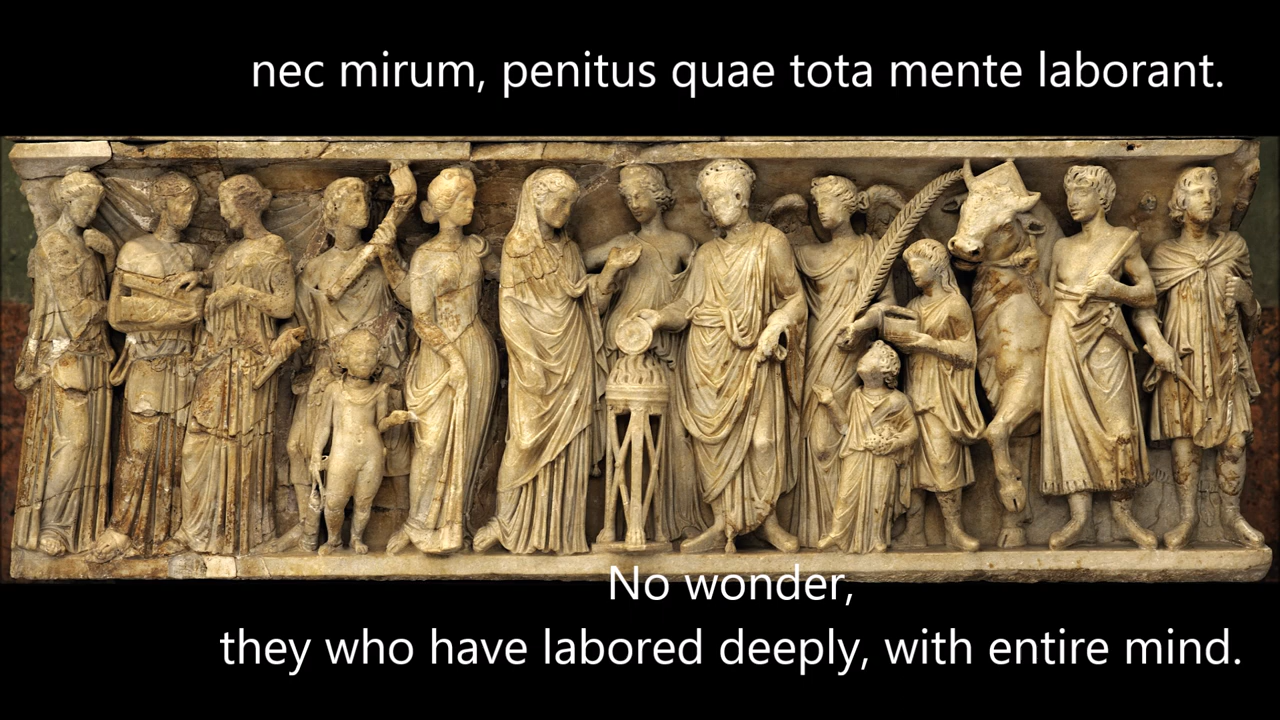 nec mirum, penitus quae tota mente laborant.
No wonder,
they who have labored deeply, with entire mind.